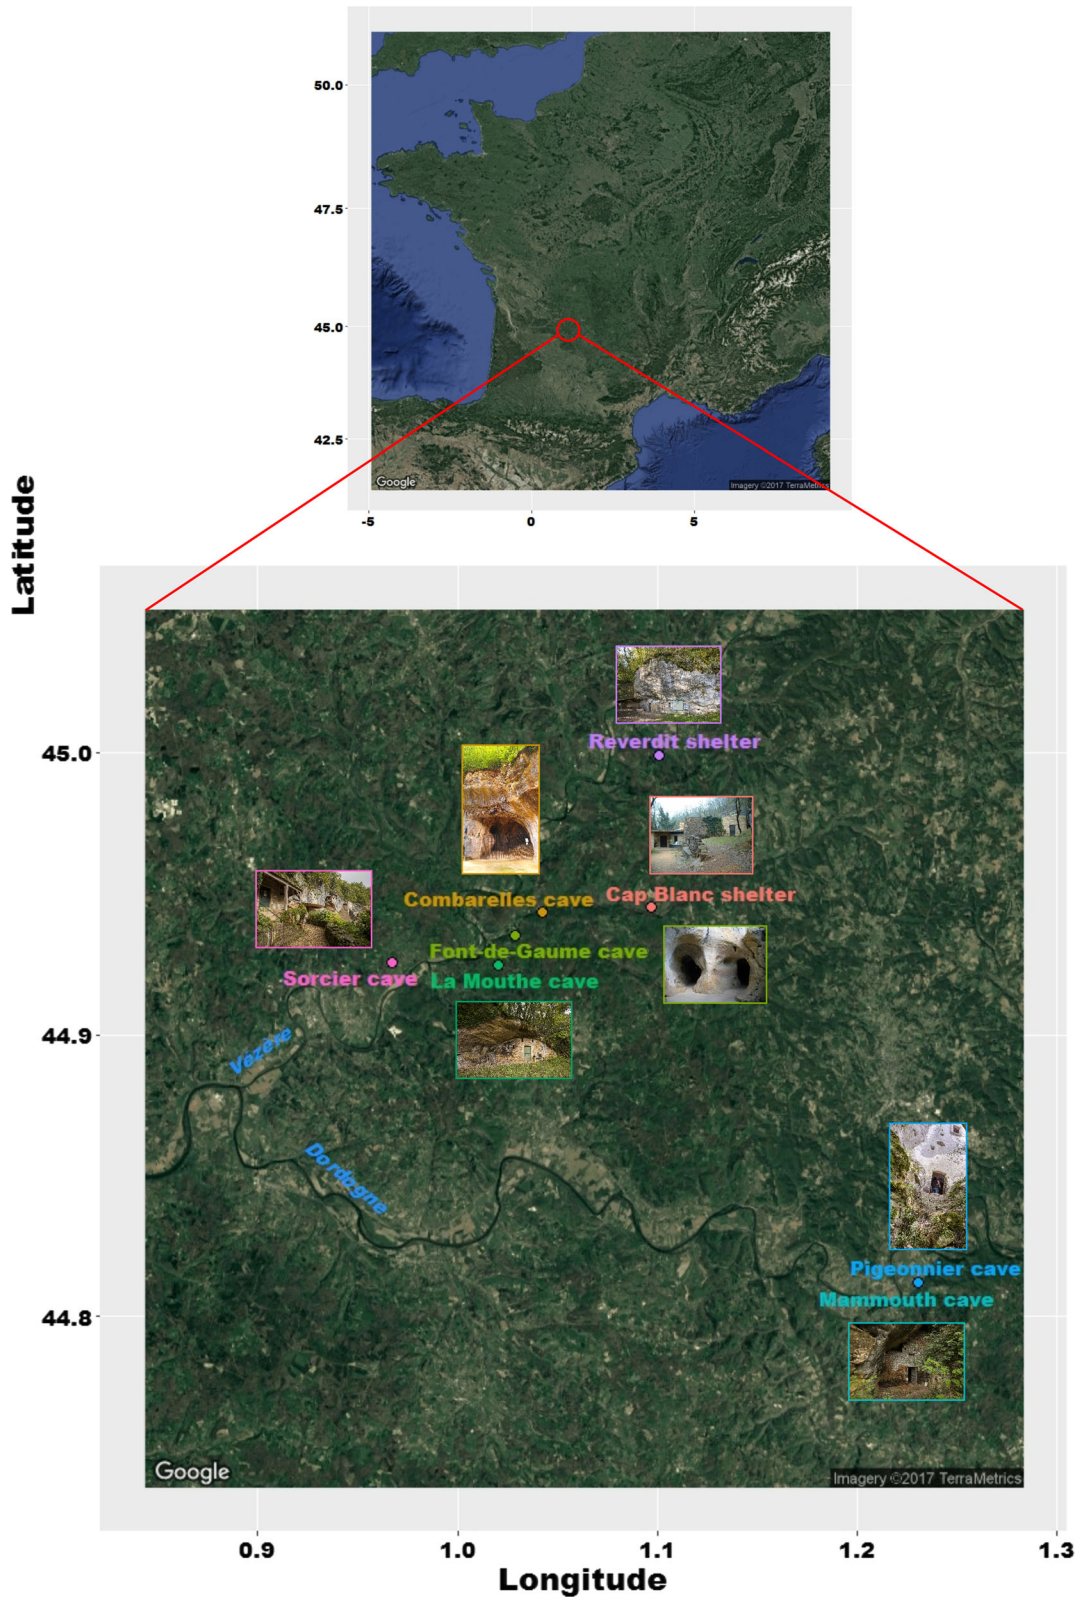 50.0
47.5
45.0
42.5
Google
Imagery ©2017 TerraMetrics
-5
0
5
Latitude
Reverdit shelter
45.0
Combarelles cave
Cap Blanc shelter
Font-de-Gaume cave
Sorcier cave
La Mouthe cave
44.9
Vézère
Dordogne
Pigeonnier cave
Mammouth cave
44.8
Google
Imagery ©2017 TerraMetrics
0.9
1.0
1.1
1.2
1.3
Longitude